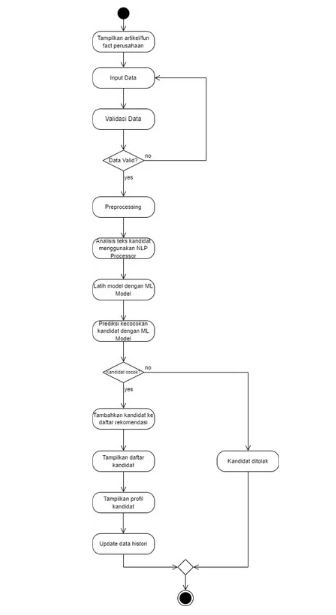 Tampilkan artikel/fun
fact perusahaan
Input Data
Validasi Data
Data Valid?
no
yes
Preprocessing
Analisis teks kandidat
menggunakan NLP
Processor
Latih model dengan ML
Model
Prediksi kecocokan
kandidat dengan ML
Model
Kandidat cocok?
no
yes
Tambahkan kandidat ke
daftar rekomendasi
Tampilkan daftar
kandidat
Kandidat ditolak
Tampilkan profil
kandidat
Update data histori